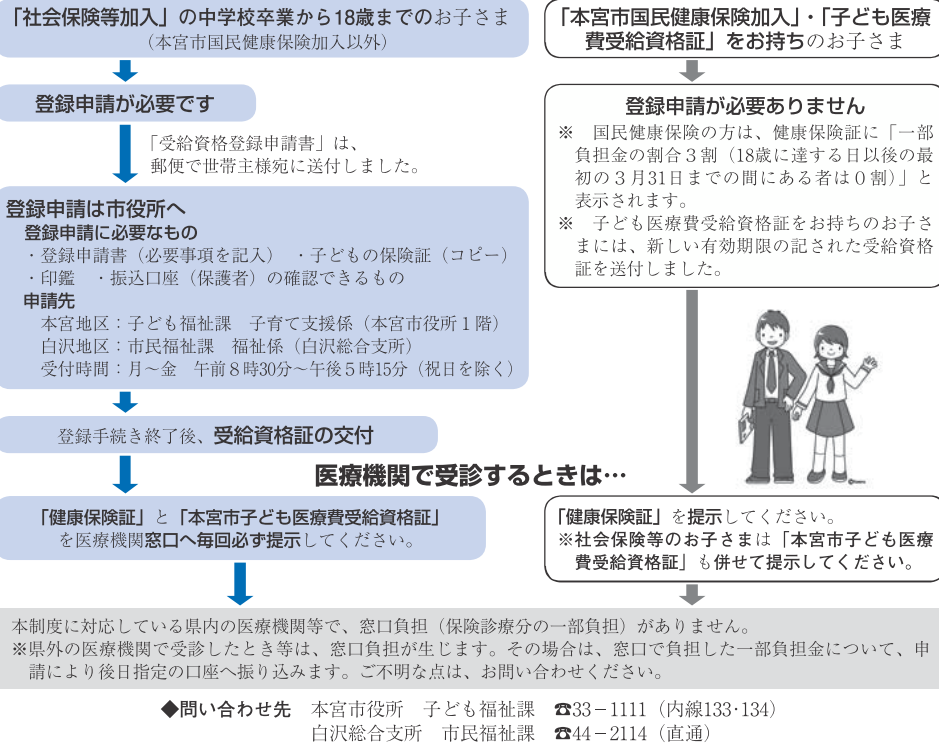 「社会保険等加入」の中学校卒業から18歳までのお子さま
（本宮市国民健康保険加入以外）
登録申請が必要です
「受給資格登録申請書」は、
郵便で世帯主様宛に送付しました。
登録申請は市役所へ
登録申請に必要なもの
・登録申請書（必要事項を記入）　・子どもの保険証（コピー）
・印鑑　・振込口座（保護者）の確認できるもの
申請先
本宮地区：子ども福祉課　子育て支援係（本宮市役所１階）
白沢地区：市民福祉課　福祉係（白沢総合支所）
受付時間：月～金　午前８時30分～午後５時15分（祝日を除く）
登録手続き終了後、受給資格証の交付
「本宮市国民健康保険加入」・「子ども医療
費受給資格証」をお持ちのお子さま
登録申請が必要ありません
※　国民健康保険の方は、健康保険証に「一部
負担金の割合３割（18歳に達する日以後の最
初の３月31日までの間にある者は０割）」と
表示されます。
※　子ども医療費受給資格証をお持ちのお子さ
まには、新しい有効期限の記された受給資格
証を送付しました。
医療機関で受診するときは…
「健康保険証」と「本宮市子ども医療費受給資格証」
を医療機関窓口へ毎回必ず提示してください。
「健康保険証」を提示してください。
※社会保険等のお子さまは「本宮市子ども医療
費受給資格証」も併せて提示してください。
本制度に対応している県内の医療機関等で、窓口負担（保険診療分の一部負担）がありません。
※県外の医療機関で受診したとき等は、窓口負担が生じます。その場合は、窓口で負担した一部負担金について、申
請により後日指定の口座へ振り込みます。ご不明な点は、お問い合わせください。
◆問い合わせ先　本宮市役所　子ども福祉課　☎33－1111（内線133・134）
白沢総合支所　市民福祉課　☎44－2114（直通）